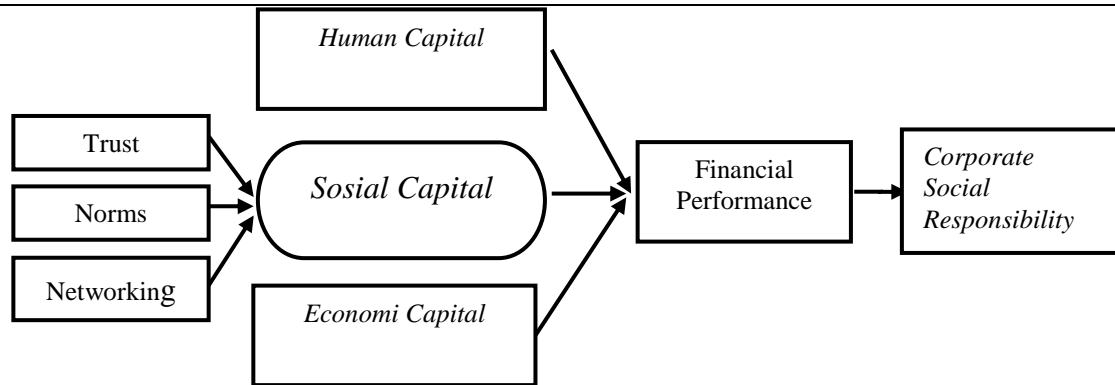 Human Capital
Trust
Norms
Networking
Sosial Capital
Economi Capital
Financial
Performance
Corporate
Social
Responsibility